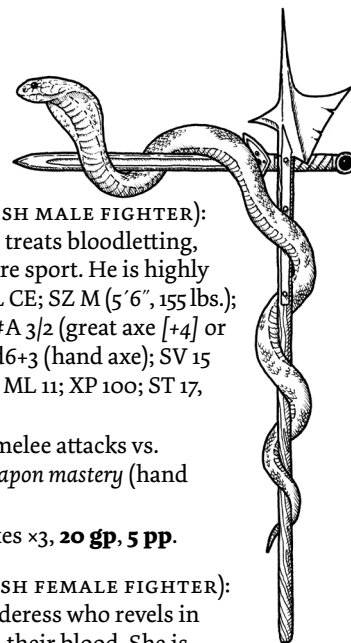 SH MALE FIGHTER):
treats bloodletting,
re sport. He is highly
L CE; SZ M (5´6˝, 155 lbs.);
#A 3/2 (great axe [+4] or
d6+3 (hand axe); SV 15
ML 11; XP 100; ST 17,
melee attacks vs.
apon mastery (hand
es ×3, 20 gp, 5 pp.
SH FEMALE FIGHTER):
deress who revels in
their blood. She is